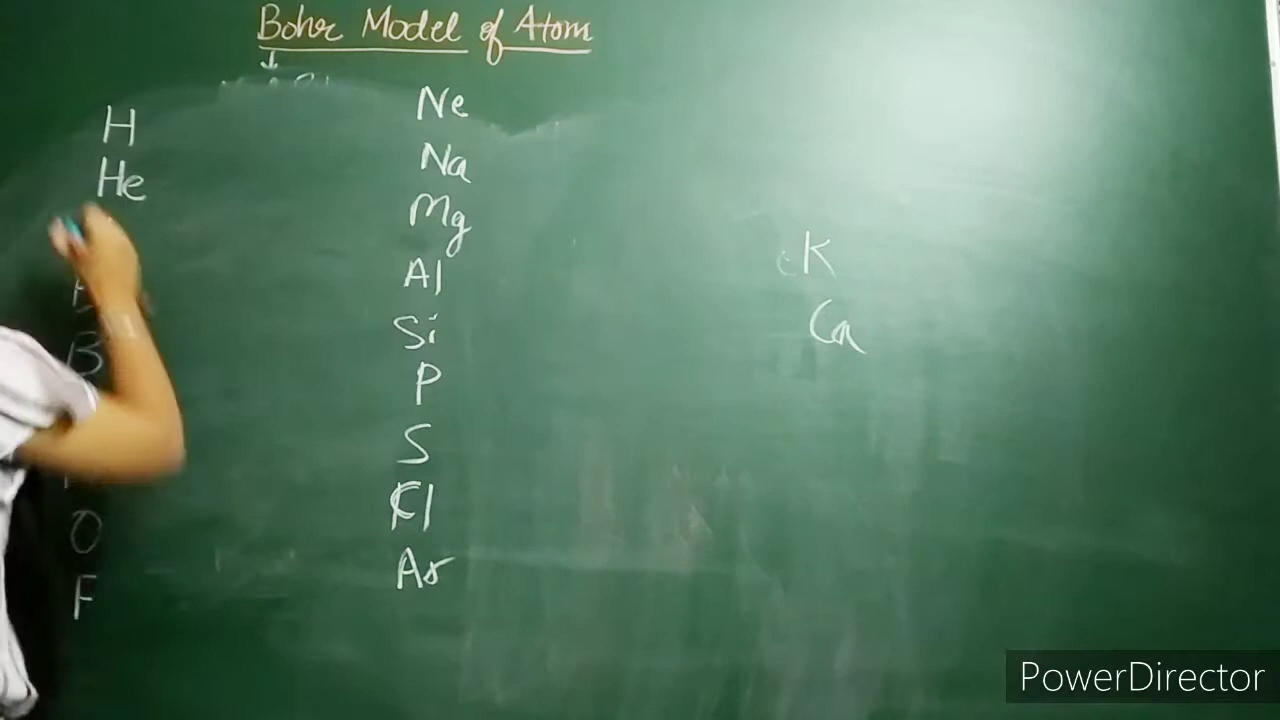 Bohr Model of Atom
H
He
B
O
F
Ne
Na
Mg
Al
Si
P
S
Cl
Ar
K
Ca
PowerDirector